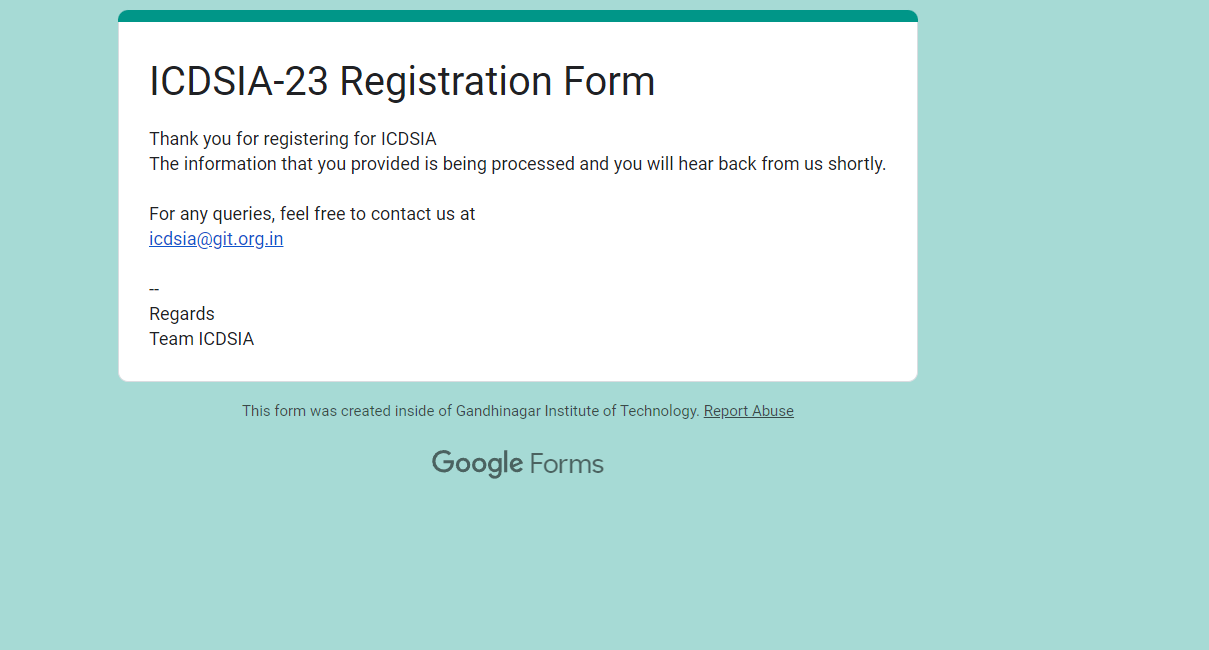 ICDSIA-23 Registration Form
Thank you for registering for ICDSIA
The information that you provided is being processed and you will hear back from us shortly.
For any queries, feel free to contact us at
icdsia@git.org.in
--
Regards
Team ICDSIA
This form was created inside of Gandhinagar Institute of Technology. Report Abuse
Google Forms